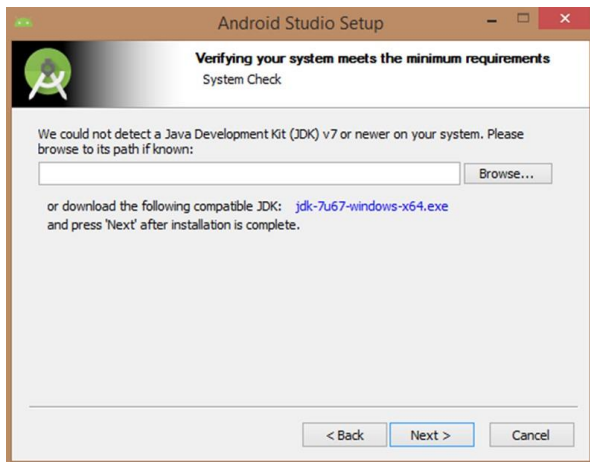 Android Studio Setup
Verifying your system meets the minimum requirements
System Check
We could not detect a Java Development Kit (JDK) v7 or newer on your system. Please
browse to its path if known:
Browse...
or download the following compatible JDK: jdk-7u67-windows-x64.exe
and press 'Next' after installation is complete.
< Back Next > Cancel